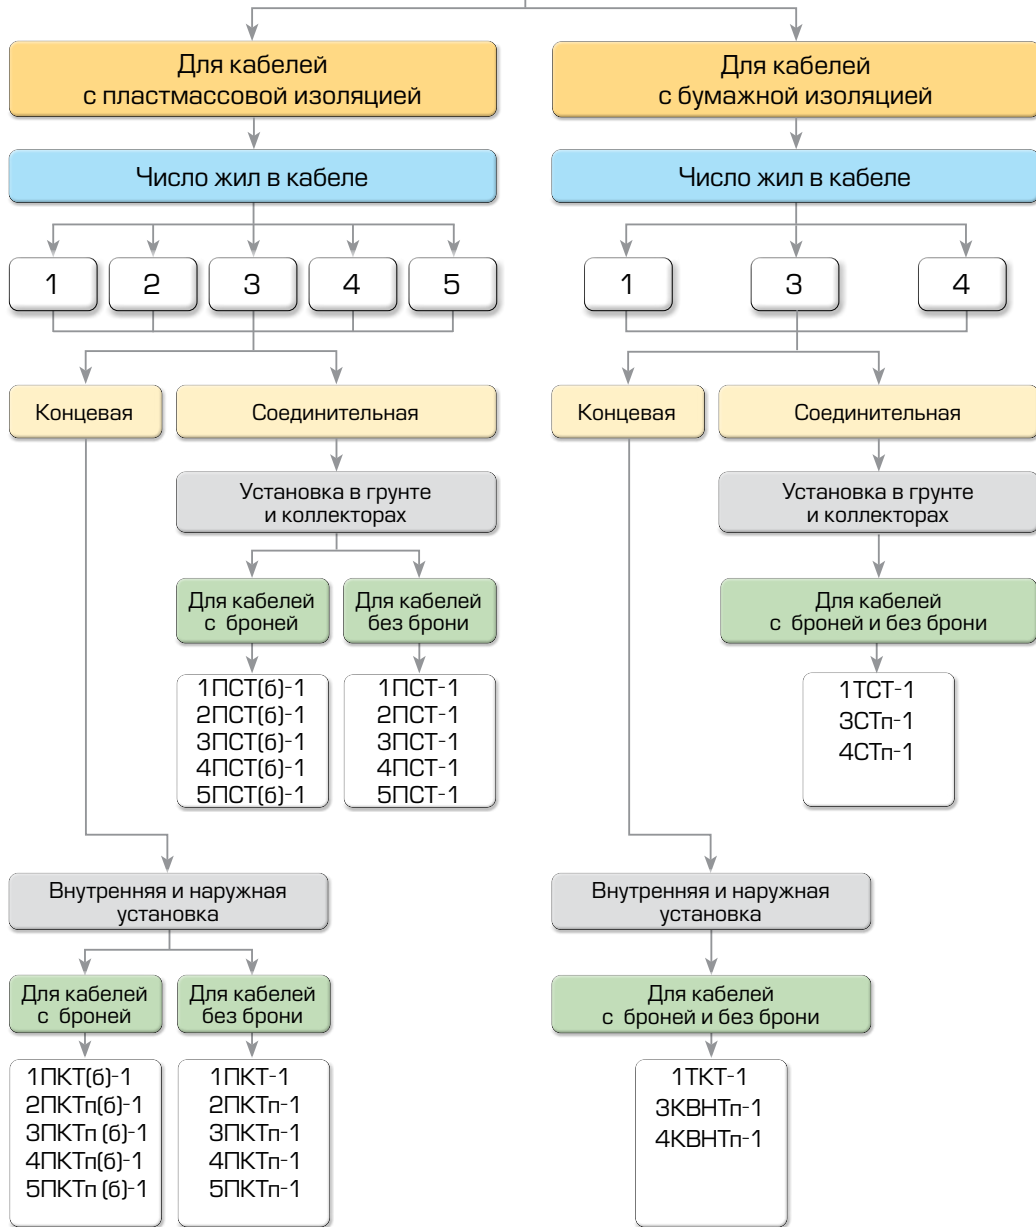 Для кабелей
с пластмассовой изоляцией
Число жил в кабеле
1
2
3
4
5
Концевая
Соединительная
Установка в грунте
и коллекторах
Для кабелей
с броней
Для кабелей
без брони
1ПСТ(б)-1
2ПСТ(б)-1
3ПСТ(б)-1
4ПСТ(б)-1
5ПСТ(б)-1
1ПСТ-1
2ПСТ-1
3ПСТ-1
4ПСТ-1
5ПСТ-1
Внутренняя и наружная
установка
Для кабелей
с броней
Для кабелей
без брони
1ПКТ(б)-1
2ПКТп(б)-1
3ПКТп (б)-1
4ПКТп(б)-1
5ПКТп (б)-1
1ПКТ-1
2ПКТп-1
3ПКТп-1
4ПКТп-1
5ПКТп-1
Для кабелей
с бумажной изоляцией
Число жил в кабеле
1
3
4
Концевая
Соединительная
Установка в грунте
и коллекторах
Для кабелей
с броней и без брони
1ТСТ-1
3СТп-1
4СТп-1
Внутренняя и наружная
установка
Для кабелей
с броней и без брони
1ТКТ-1
3КВНТп-1
4КВНТп-1